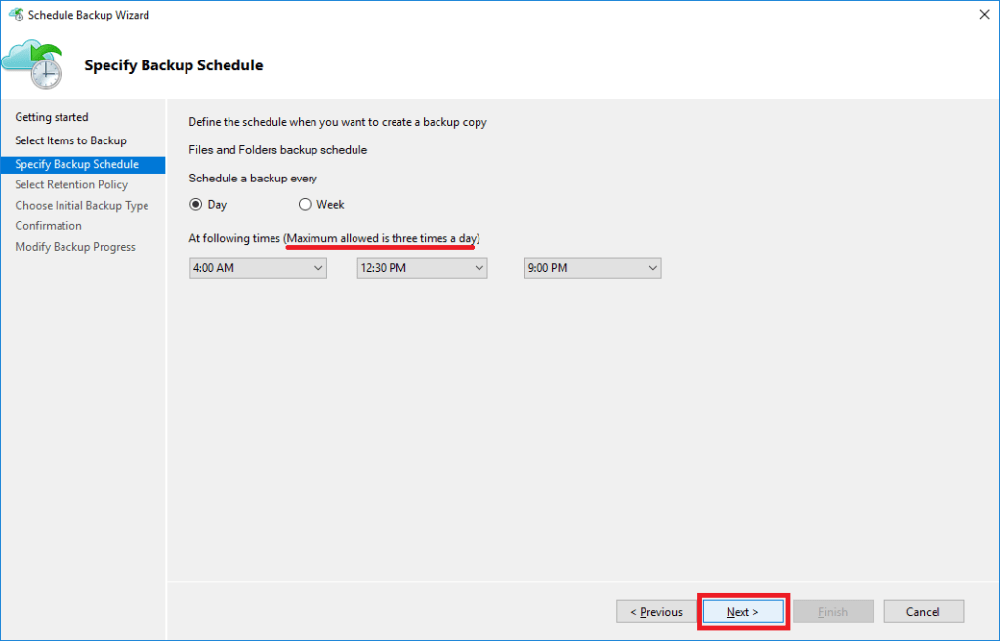 Schedule Backup Wizard
Specify Backup Schedule
Getting started
Select Items to Backup
Specify Backup Schedule
Select Retention Policy
Choose Initial Backup Type
Confirmation
Modify Backup Progress
Define the schedule when you want to create a backup copy
Files and Folders backup schedule
Schedule a backup every
Day Week
At following times (Maximum allowed is three times a day)
4:00 AM 12:30 PM 9:00 PM
< Previous Next > Finish Cancel